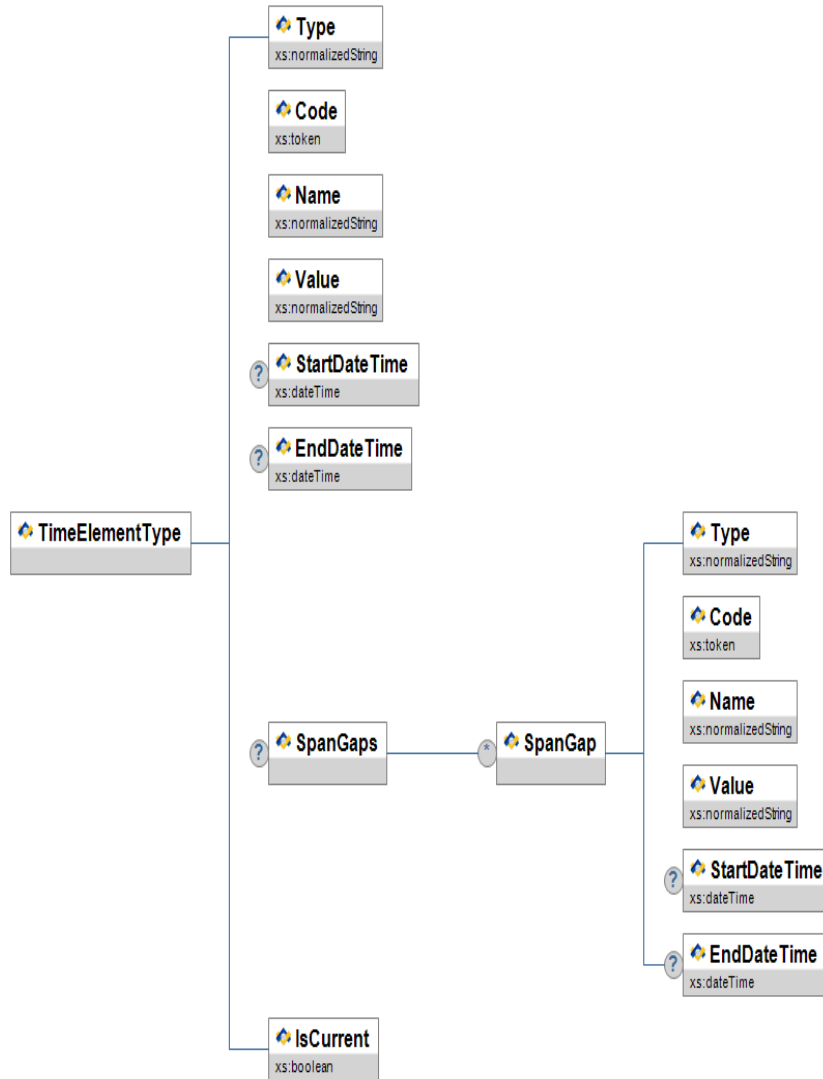 Type
xs:normalizedString
Code
xs:token
Name
xs:normalizedString
Value
xs:normalizedString
? StartDateTime
xs:dateTime
? EndDateTime
xs:dateTime
TimeElementType
Type
xs:normalizedString
Code
xs:token
Name
xs:normalizedString
? SpanGaps
* SpanGap
Value
xs:normalizedString
? StartDateTime
xs:dateTime
? EndDateTime
xs:dateTime
IsCurrent
xs:boolean